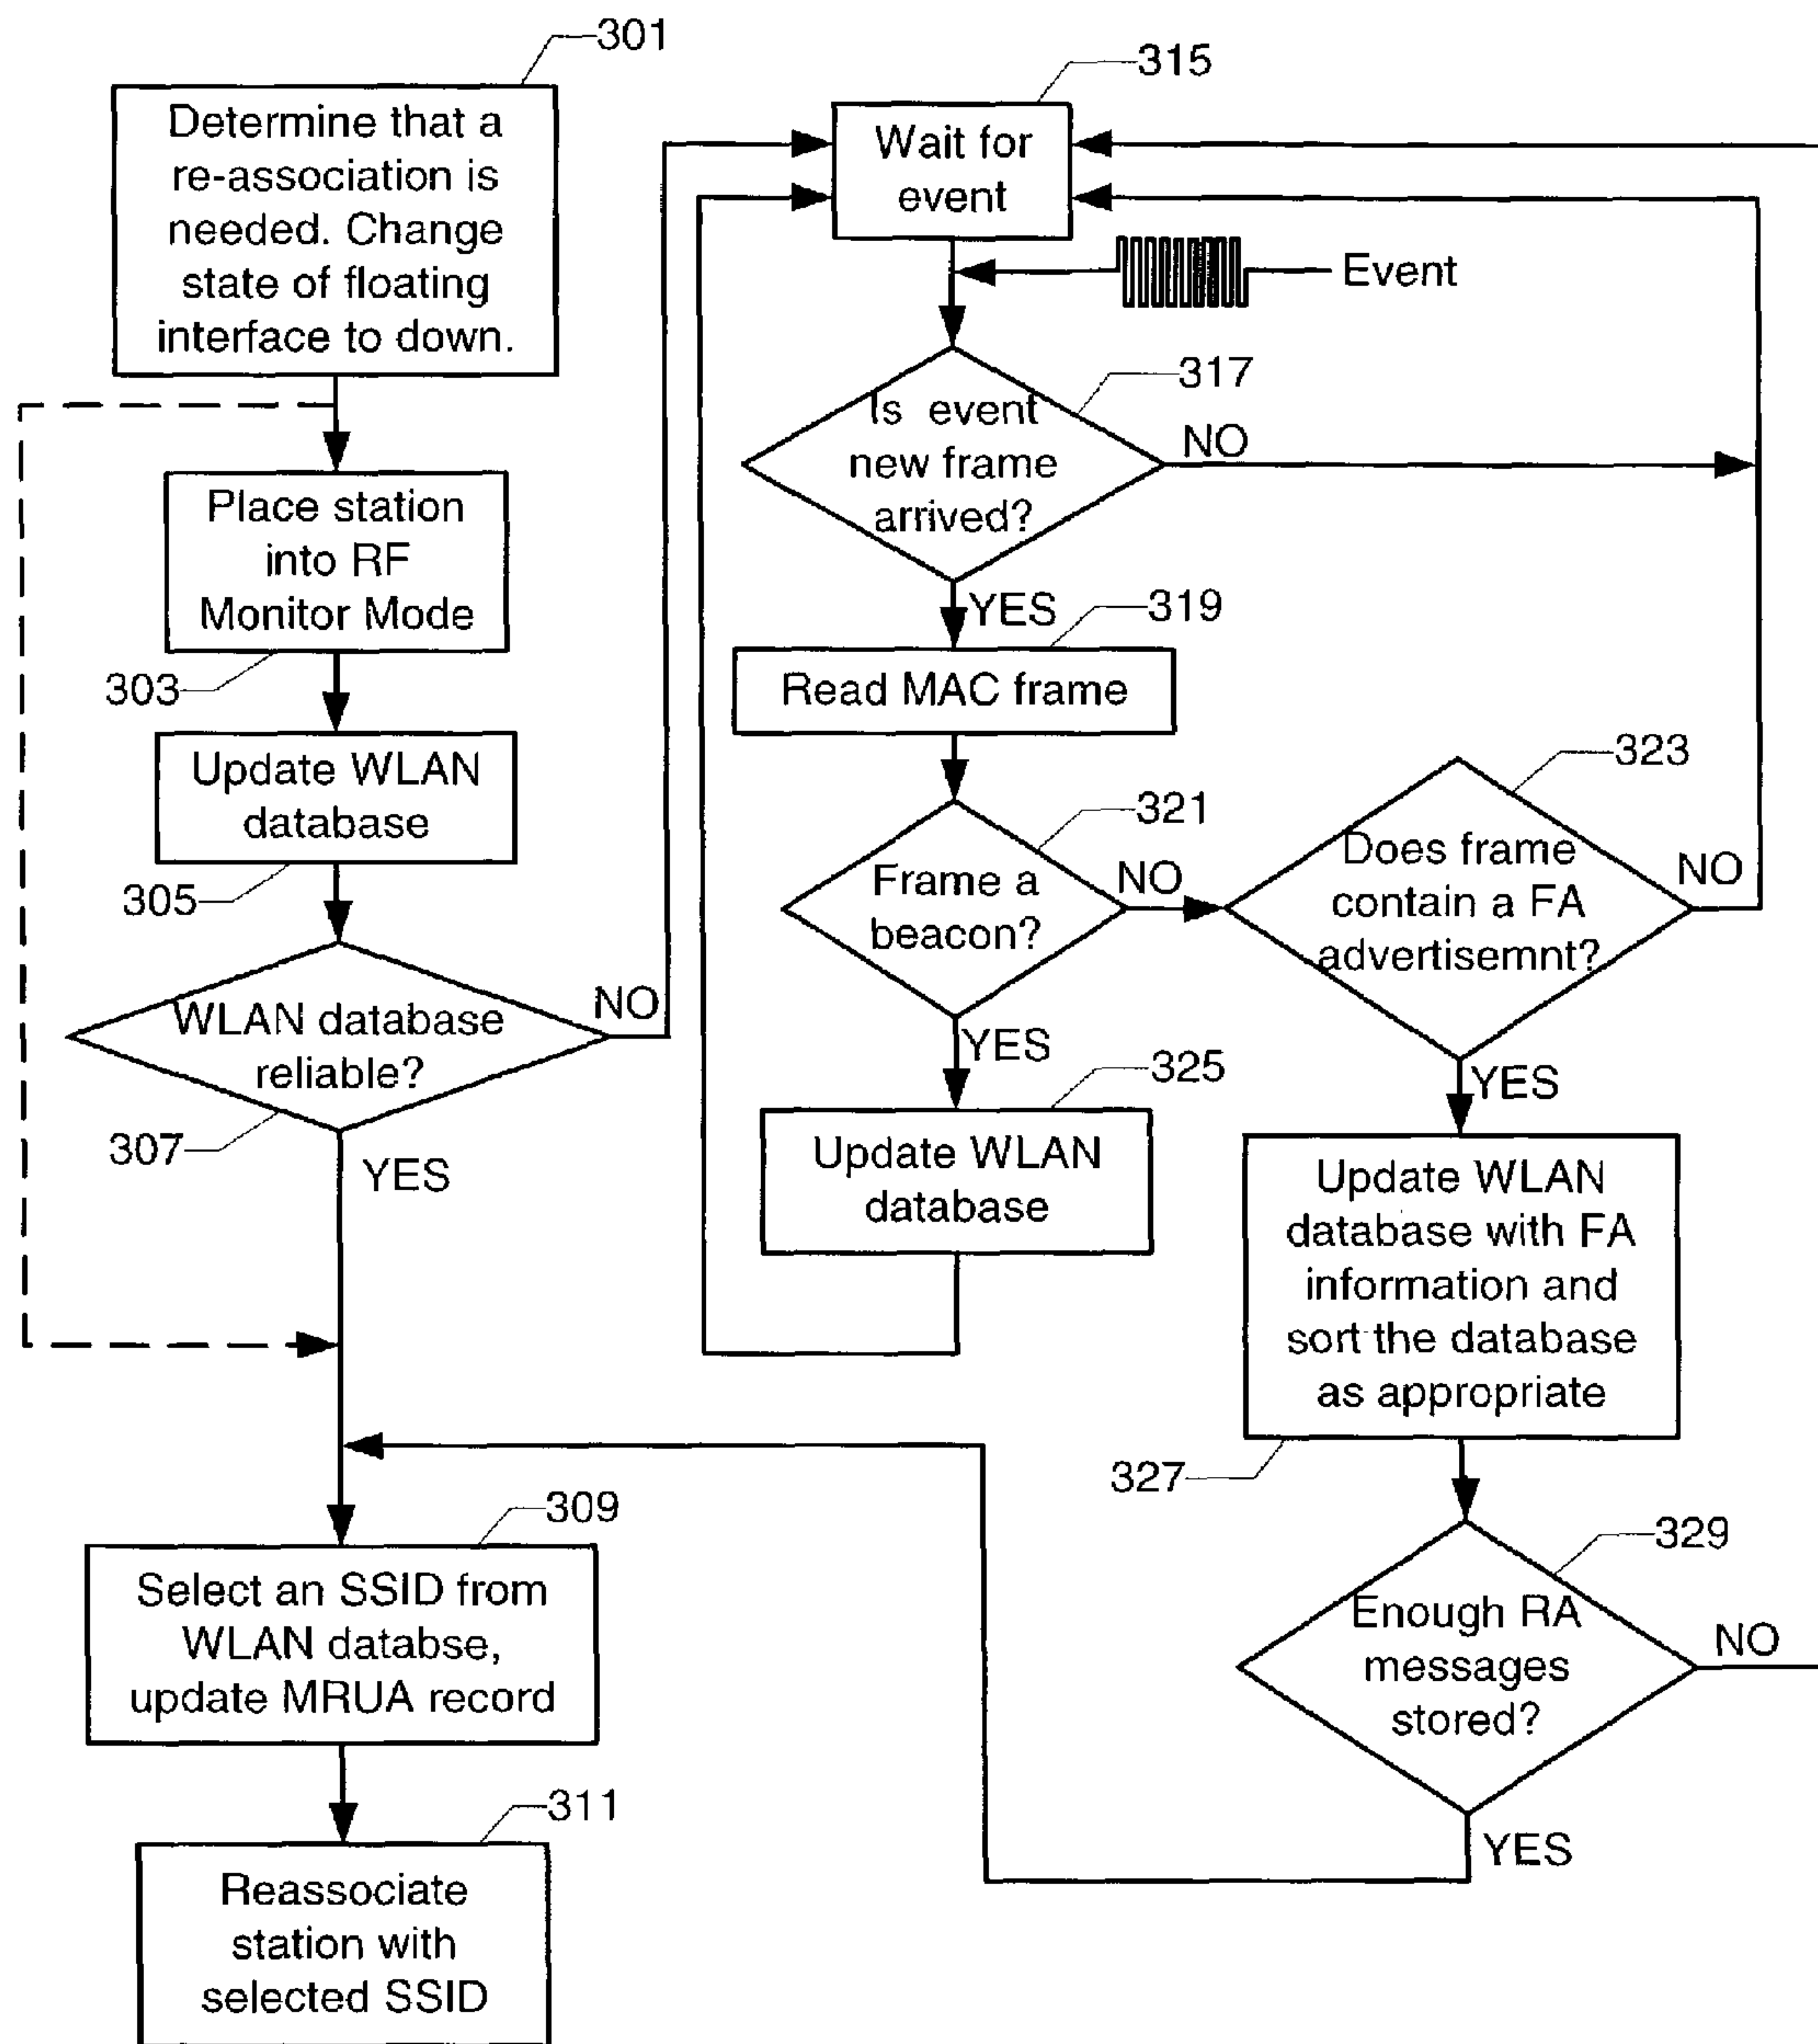 301
Determine that a
re-association is
needed. Change
state of floating
interface to down.
Place station
into RF
Monitor Mode
303
Update WLAN
database
305
WLAN database
reliable?
NO
307
YES
309
Select an SSID from
WLAN databse,
update MRUA record
311
Reassociate
station with
selected SSID
315
Wait for
event
Event
317
Is event
new frame
arrived?
NO
YES
319
Read MAC frame
321
Frame a
beacon?
NO
YES
323
Does frame
contain a FA
advertisemnt?
NO
YES
325
Update WLAN
database
Update WLAN
database with FA
information and
sort the database
as appropriate
327
329
Enough RA
messages
stored?
NO
YES